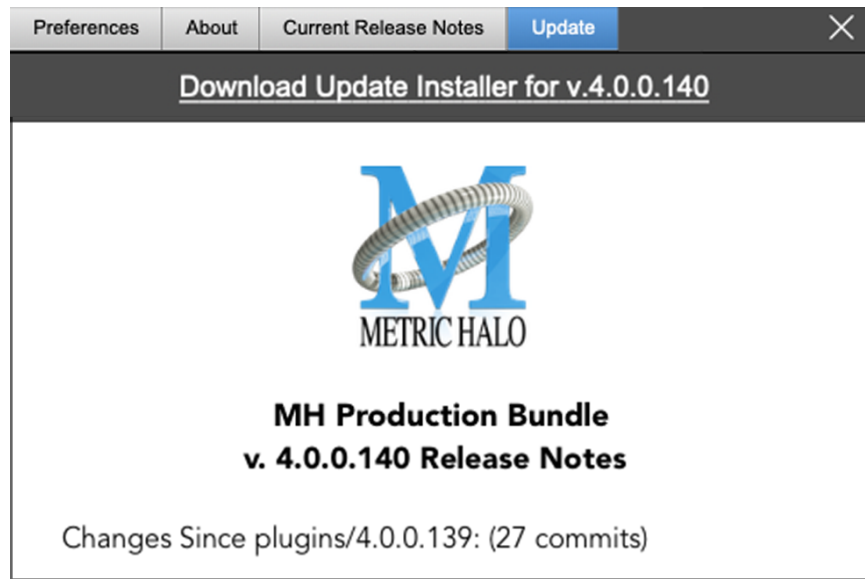 Preferences About Current Release Notes Update
Download Update Installer for v.4.0.0.140
METRIC HALO
MH Production Bundle
v. 4.0.0.140 Release Notes
Changes Since plugins/4.0.0.139: (27 commits)